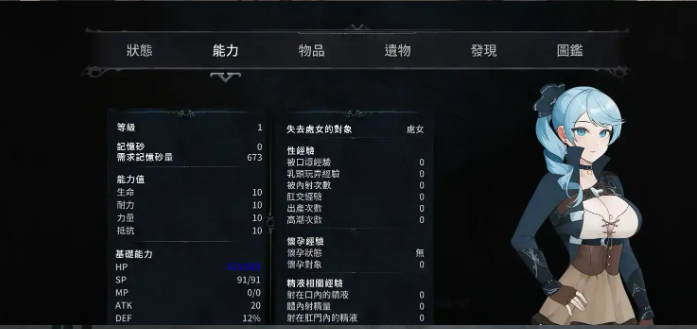 狀態 能力 物品 遺物 發現 圖鑑
等級 1
記憶砂 0
需求記憶砂量 673
能力值
生命 10
耐力 10
力量 10
抵抗 10
基礎能力
HP
SP 91/91
MP 0/0
ATK 20
DEF 12%
失去處女的對象 處女
性經驗
被口爆經驗 0
乳頭玩弄經驗 0
被內射次數 0
肛交經驗 0
出產次數 0
高潮次數 0
懷孕經驗
懷孕狀態 無
懷孕對象 0
精液相關經驗
射在口內的精液 0
體內射精量 0
射在肛門內的精液 0